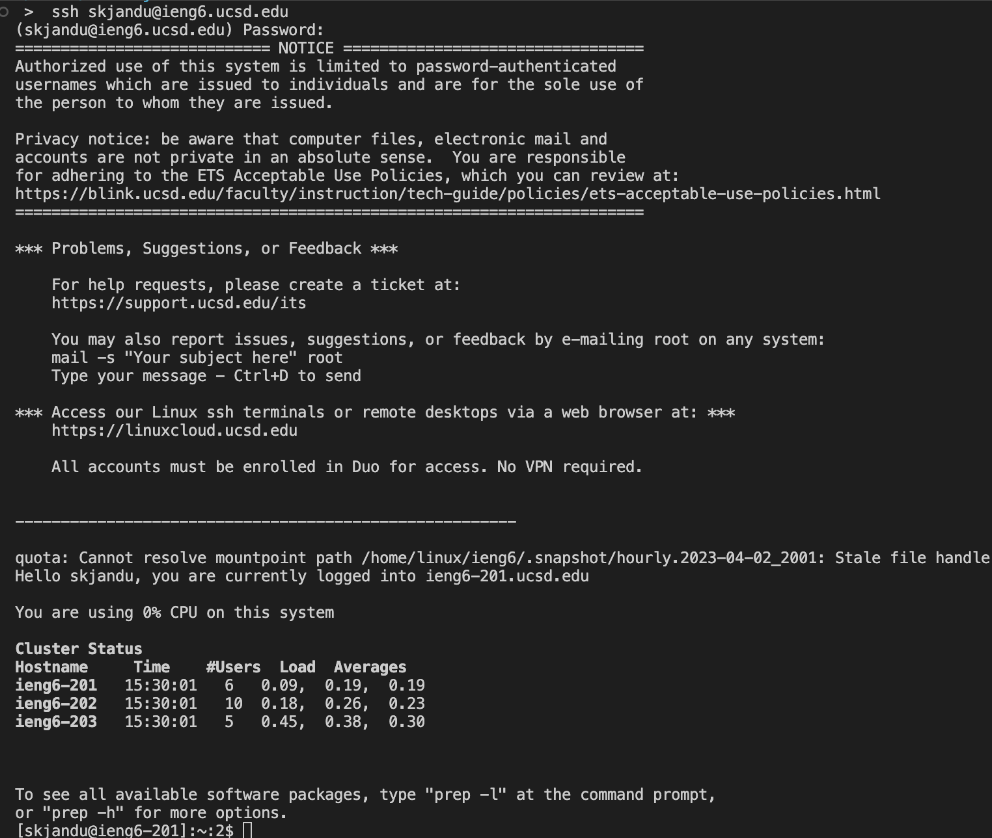 > ssh skjandu@ieng6.ucsd.edu
(skjandu@ieng6.ucsd.edu) Password:
============================ NOTICE =================================
Authorized use of this system is limited to password-authenticated
usernames which are issued to individuals and are for the sole use of
the person to whom they are issued.

Privacy notice: be aware that computer files, electronic mail and
accounts are not private in an absolute sense.  You are responsible
for adhering to the ETS Acceptable Use Policies, which you can review at:
https://blink.ucsd.edu/faculty/instruction/tech-guide/policies/ets-acceptable-use-policies.html
=====================================================================

*** Problems, Suggestions, or Feedback ***

    For help requests, please create a ticket at:
    https://support.ucsd.edu/its

    You may also report issues, suggestions, or feedback by e-mailing root on any system:
    mail -s "Your subject here" root
    Type your message - Ctrl+D to send

*** Access our Linux ssh terminals or remote desktops via a web browser at: ***
    https://linuxcloud.ucsd.edu

    All accounts must be enrolled in Duo for access. No VPN required.


-------------------------------------------------------

quota: Cannot resolve mountpoint path /home/linux/ieng6/.snapshot/hourly.2023-04-02_2001: Stale file handle
Hello skjandu, you are currently logged into ieng6-201.ucsd.edu

You are using 0% CPU on this system

Cluster Status
Hostname     Time    #Users  Load  Averages
ieng6-201   15:30:01   6   0.09,  0.19,  0.19
ieng6-202   15:30:01   10  0.18,  0.26,  0.23
ieng6-203   15:30:01   5   0.45,  0.38,  0.30



To see all available software packages, type "prep -l" at the command prompt,
or "prep -h" for more options.
[skjandu@ieng6-201]:~:2$